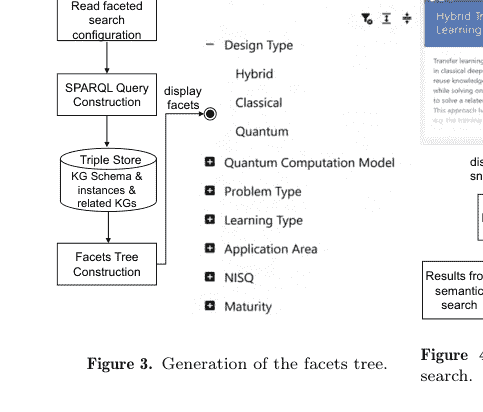 Read faceted
search
configuration
SPARQL Query
Construction
Triple Store
KG Schema &
instances &
related KGs
Facets Tree
Construction
display
facets
Design Type
Hybrid
Classical
Quantum
Quantum Computation Model
Problem Type
Learning Type
Application Area
NISQ
Maturity
Figure 3. Generation of the facets tree.
Hybrid
Learning
Transfer learning
in classical deep
reuse knowledge
while solving on
to solve a relate
This approach
Results fro
semantic
search
Figure 4
search.